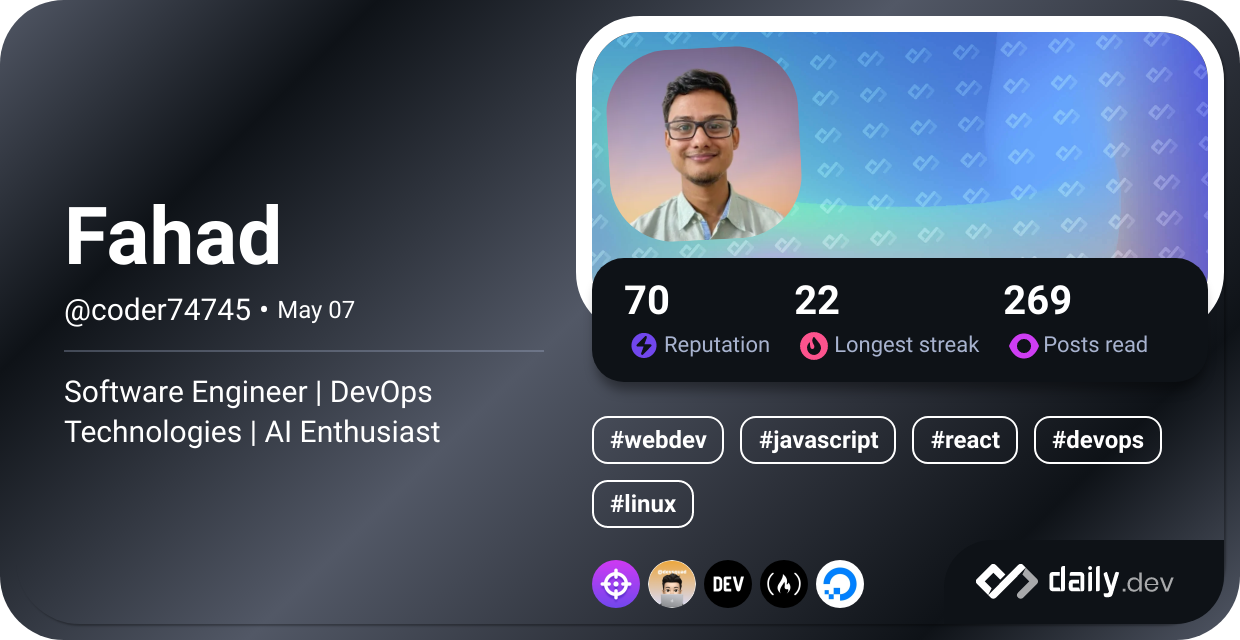 Fahad
@coder74745 • May 07
Software Engineer | DevOps
Technologies | AI Enthusiast
70
Reputation
22
Longest streak
269
Posts read
#webdev
#javascript
#react
#devops
#linux
DEV
daily.dev